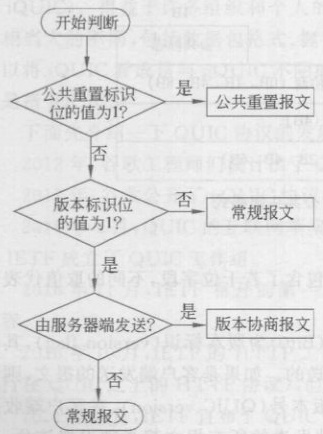 开始判断
公共重置标识
位的值为1?
是
公共重置报文
否
版本标识位
的值为1?
否
常规报文
是
由服务器端发送?
是
版本协商报文
否
常规报文